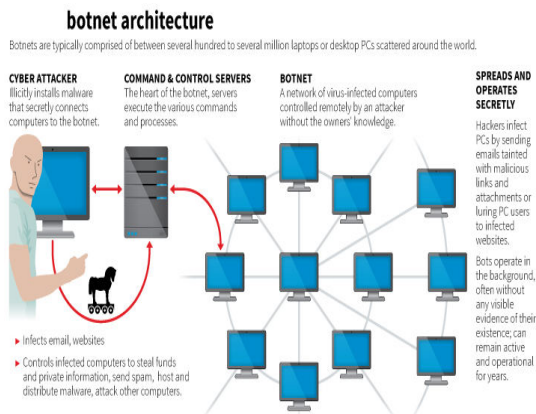 botnet architecture
Botnets are typically comprised of between several hundred to several million laptops or desktop PCs scattered around the world.
CYBER ATTACKER
Illicitly installs malware
that secretly connects
computers to the botnet.
COMMAND & CONTROL SERVERS
The heart of the botnet, servers
execute the various commands
and processes.
BOTNET
A network of virus-infected computers
controlled remotely by an attacker
without the owners' knowledge.
SPREADS AND
OPERATES
SECRETLY
Hackers infect
PCs by sending
emails tainted
with malicious
links and
attachments or
luring PC users
to infected
websites.
Bots operate in
the background,
often without
any visible
evidence of their
existence; can
remain active
and operational
for years.
Infects email, websites
Controls infected computers to steal funds
and private information, send spam, host and
distribute malware, attack other computers.